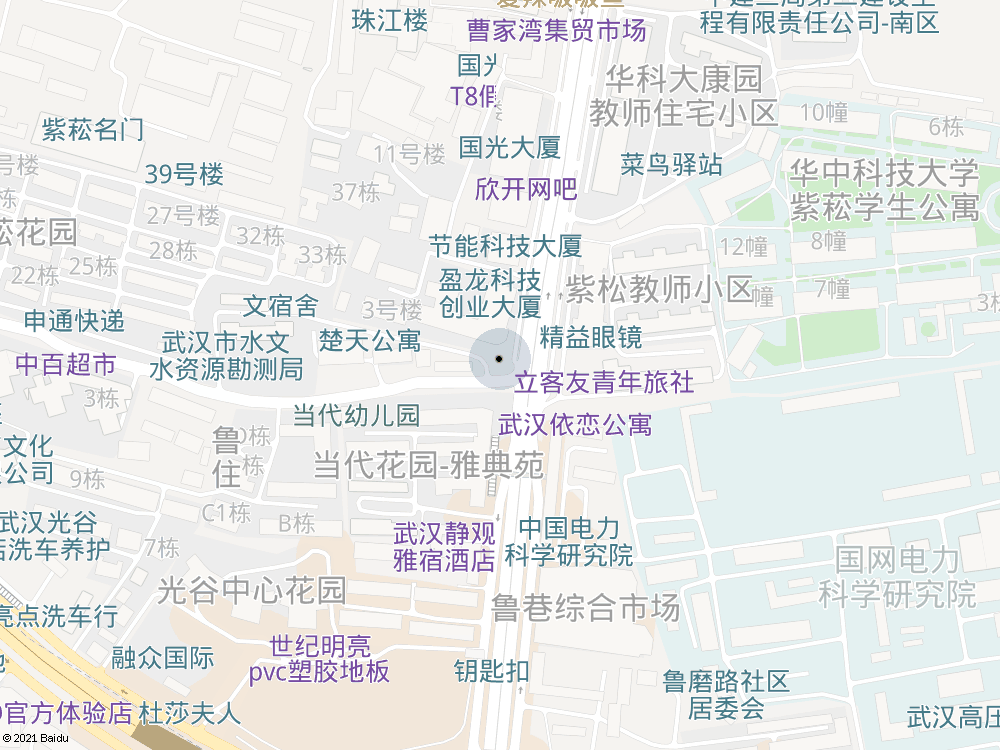 珠江楼
曹家湾集贸市场
程有限责任公司-南区
国光
T8假
华科大康园
教师住宅小区
10幢
6栋
紫菘名门
11号楼
国光大厦
菜鸟驿站
39号楼
37栋
欣开网吧
华中科技大学
紫菘学生公寓
27号楼
松花园
32栋
28栋
33栋
节能科技大厦
12幢
8幢
22栋
25栋
盈龙科技
创业大厦
紫松教师小区
幢
7幢
3栋
文宿舍
3号楼
申通快递
武汉市水文
水资源勘测局
楚天公寓
精益眼镜
中百超市
立客友青年旅社
3栋
当代幼儿园
武汉依恋公寓
鲁
住
0栋
文化
公司
栋
9栋
当代花园-雅典苑
C1栋
B栋
武汉光谷
洗车养护
7栋
武汉静观
雅宿酒店
中国电力
科学研究院
国网电力
科学研究院
光谷中心花园
鲁巷综合市场
亮点洗车行
世纪明亮
pvc塑胶地板
融众国际
钥匙扣
鲁磨路社区
居委会
官方体验店
杜莎夫人
武汉高压
© 2021 Baidu